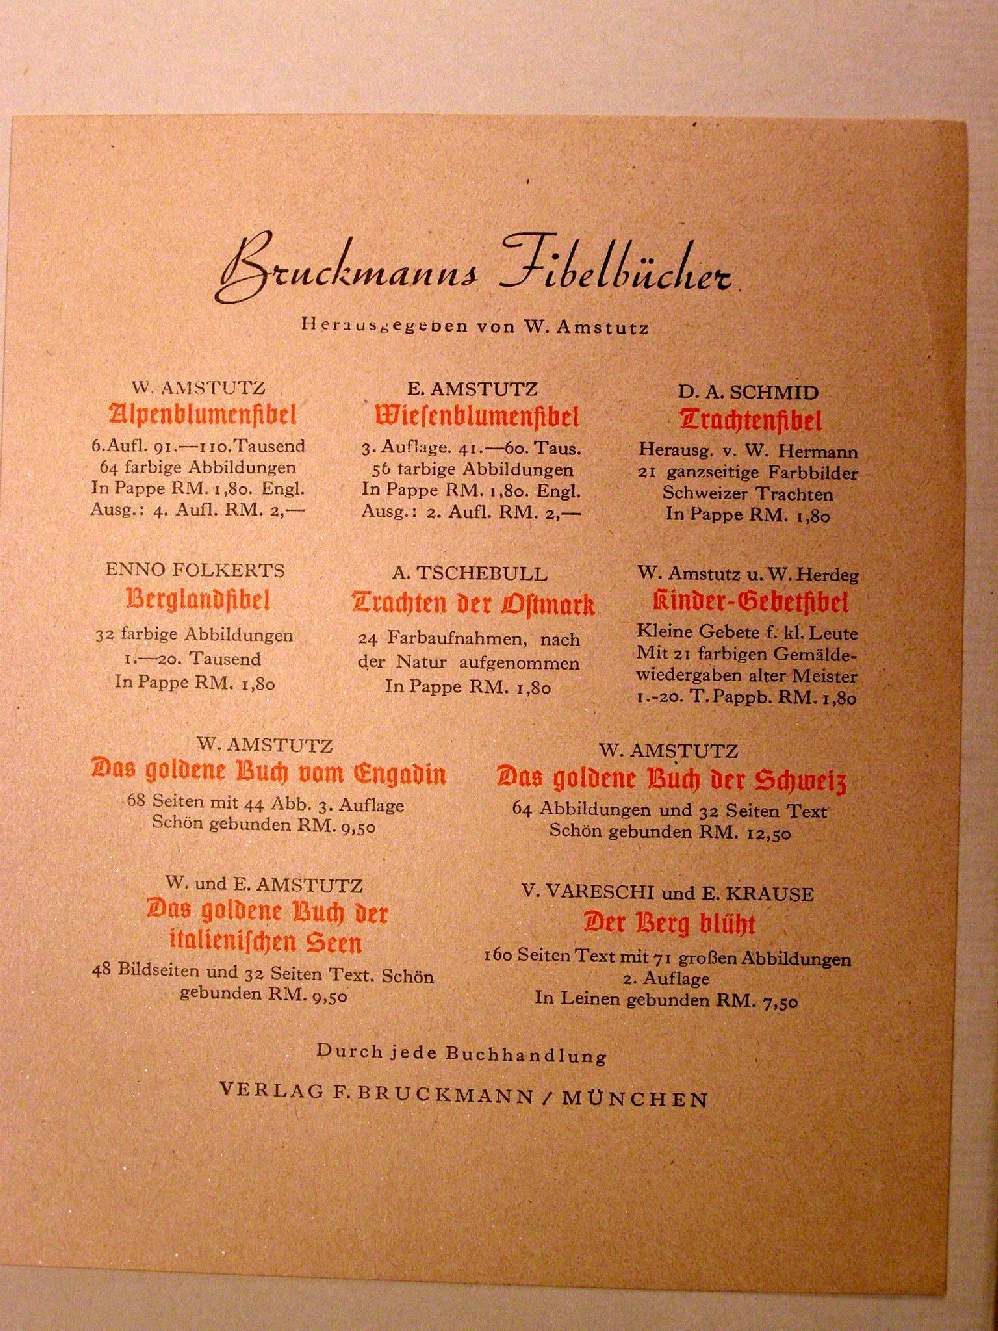 Bruckmanns Fibelbücher
Herausgegeben von W. Amstutz
W. AMSTUTZ
Alpenblumenfibel
6. Aufl. 91.—110. Tausend
64 farbige Abbildungen
In Pappe RM. 1,80. Engl.
Ausg.: 4. Aufl. RM. 2,—
E. AMSTUTZ
Wieſenblumenfibel
3. Auflage. 41.—60. Taus.
56 farbige Abbildungen
In Pappe RM. 1,80. Engl.
Ausg.: 2. Aufl. RM. 2,—
D. A. SCHMID
Trachtenfibel
Herausg. v. W. Hermann
21 ganzseitige Farbbilder
Schweizer Trachten
In Pappe RM. 1,80
ENNO FOLKERTS
Berglandfibel
32 farbige Abbildungen
1.—20. Tausend
In Pappe RM. 1,80
A. TSCHEBULL
Trachten der Oſtmark
24 Farbaufnahmen, nach
der Natur aufgenommen
In Pappe RM. 1,80
W. Amstutz u. W. Herdeg
Kinder-Gebetfibel
Kleine Gebete f. kl. Leute
Mit 21 farbigen Gemälde-
wiedergaben alter Meister
1.-20. T. Pappb. RM. 1,80
W. AMSTUTZ
Das goldene Buch vom Engadin
68 Seiten mit 44 Abb. 3. Auflage
Schön gebunden RM. 9,50
W. AMSTUTZ
Das goldene Buch der Schweiz
64 Abbildungen und 32 Seiten Text
Schön gebunden RM. 12,50
W. und E. AMSTUTZ
Das goldene Buch der
italieniſchen Seen
48 Bildseiten und 32 Seiten Text. Schön
gebunden RM. 9,50
V. VARESCHI und E. KRAUSE
Der Berg blüht
160 Seiten Text mit 71 großen Abbildungen
2. Auflage
In Leinen gebunden RM. 7,50
Durch jede Buchhandlung
VERLAG F. BRUCKMANN / MÜNCHEN